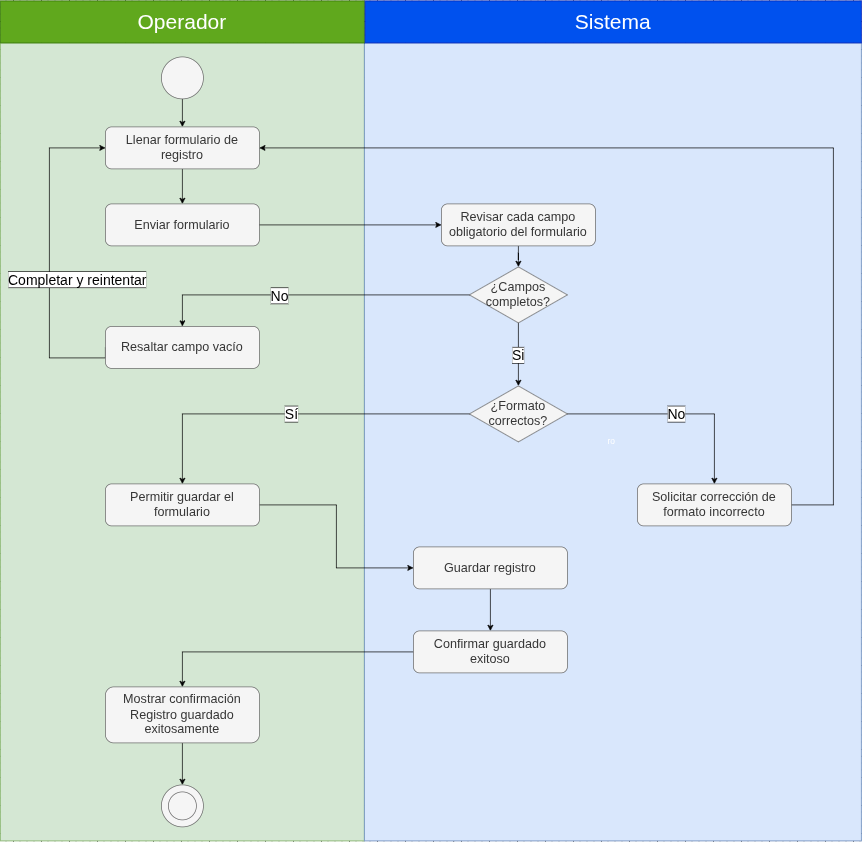 Operador
Sistema
Llenar formulario de
registro
Enviar formulario
Revisar cada campo
obligatorio del formulario
Completar y reintentar
¿Campos
completos?
No
Si
Resaltar campo vacío
¿Formato
correctos?
Sí
No
ro
Permitir guardar el
formulario
Solicitar corrección de
formato incorrecto
Guardar registro
Confirmar guardado
exitoso
Mostrar confirmación
Registro guardado
exitosamente